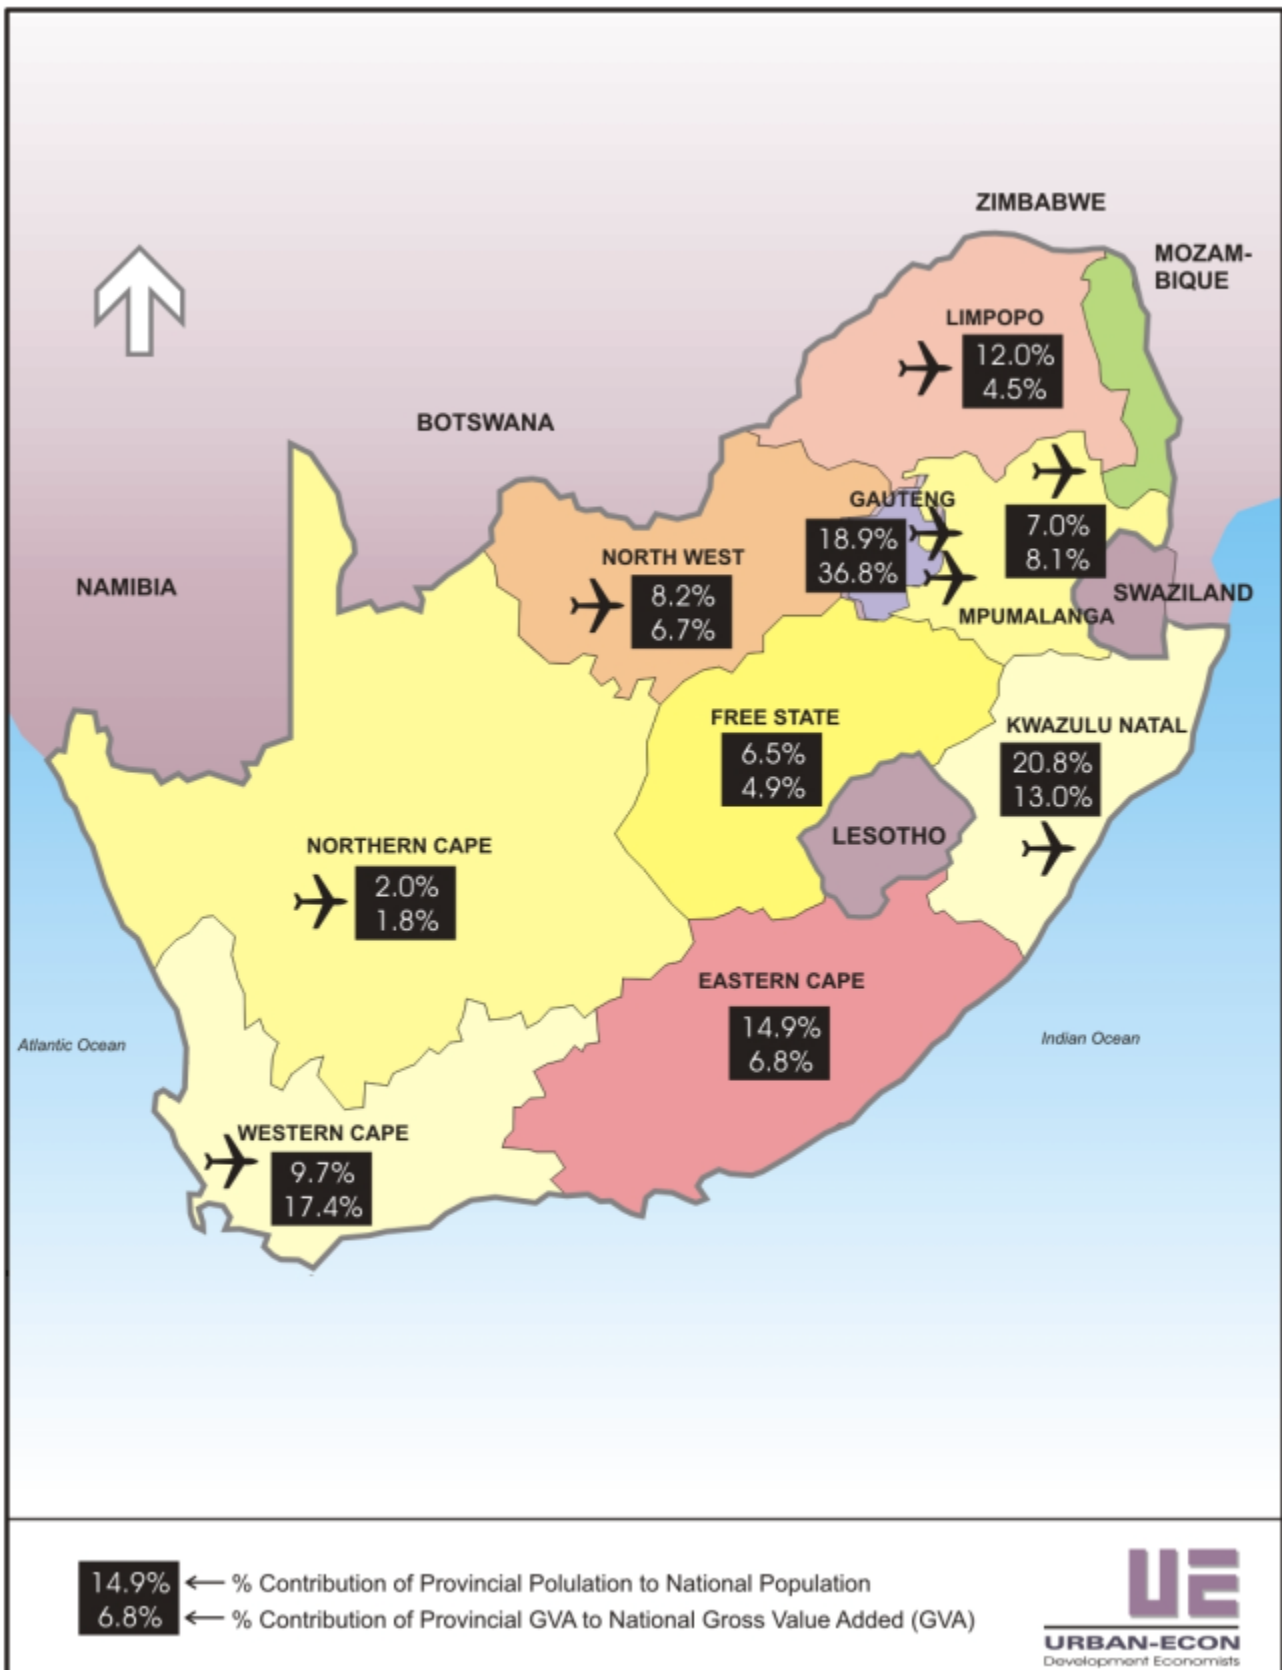 ZIMBABWE
MOZAM-
BIQUE
LIMPOPO
12.0%
4.5%
BOTSWANA
GAUTENG
18.9%
36.8%
7.0%
8.1%
MPUMALANGA
NORTH WEST
8.2%
6.7%
NAMIBIA
SWAZILAND
FREE STATE
6.5%
4.9%
KWAZULU NATAL
20.8%
13.0%
LESOTHO
NORTHERN CAPE
2.0%
1.8%
EASTERN CAPE
14.9%
6.8%
Atlantic Ocean
Indian Ocean
WESTERN CAPE
9.7%
17.4%
14.9% % Contribution of Provincial Polulation to National Population
6.8% % Contribution of Provincial GVA to National Gross Value Added (GVA)
UE
URBAN-ECON
Development Economists